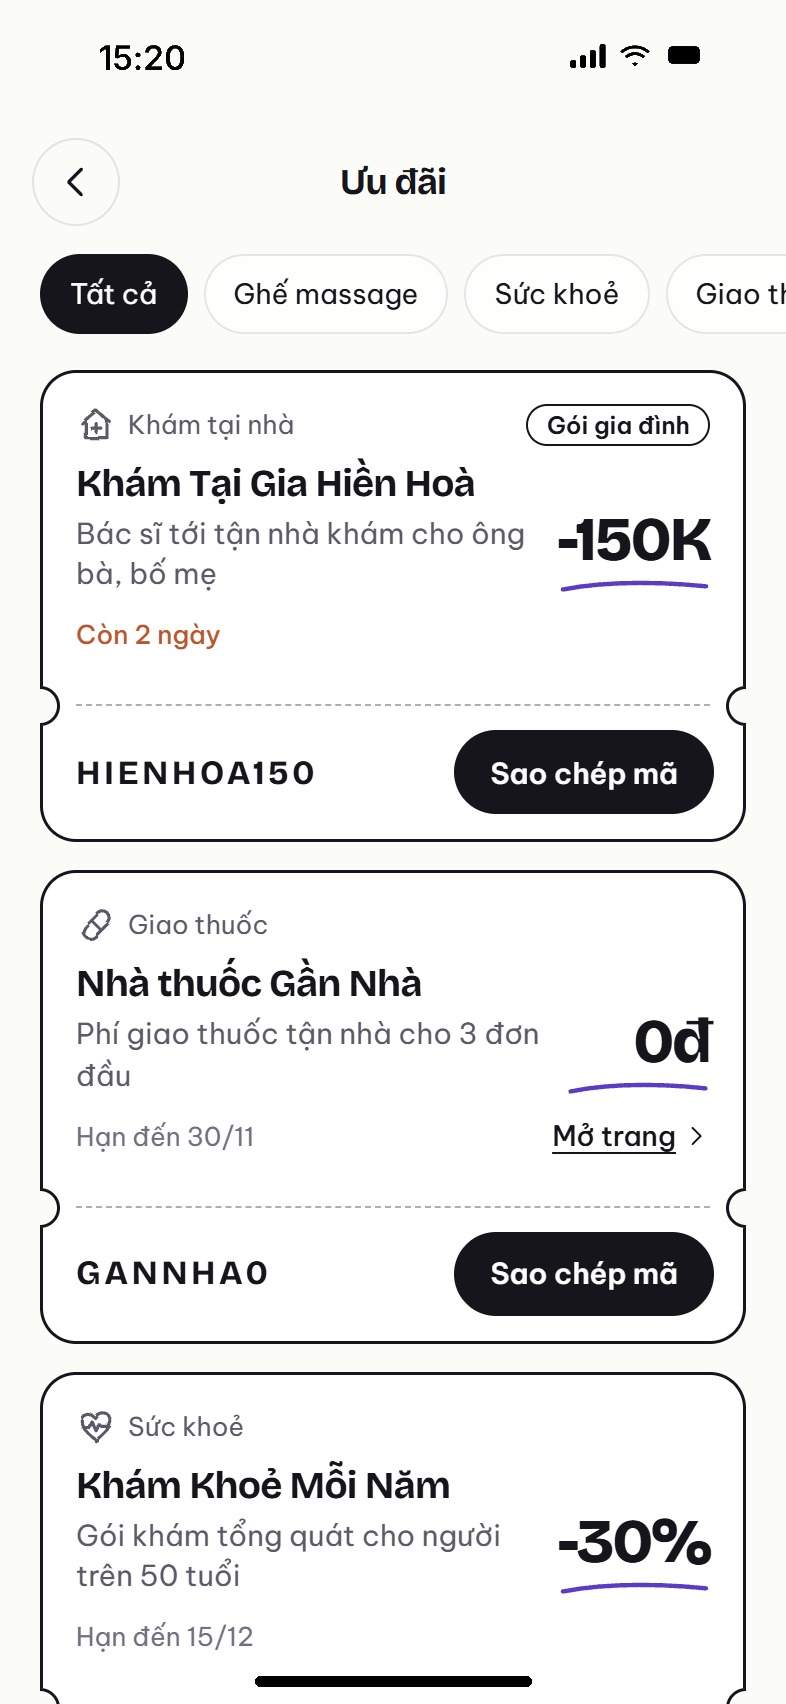 15:20
Ưu đãi
Tất cả
Ghế massage
Sức khoẻ
Giao th
Khám tại nhà
Gói gia đình
Khám Tại Gia Hiền Hoà
Bác sĩ tới tận nhà khám cho ông
bà, bố mẹ
-150K
Còn 2 ngày
HIENHOA150
Sao chép mã
Giao thuốc
Nhà thuốc Gần Nhà
Phí giao thuốc tận nhà cho 3 đơn
đầu
0đ
Hạn đến 30/11
Mở trang
GANNHA0
Sao chép mã
Sức khoẻ
Khám Khoẻ Mỗi Năm
Gói khám tổng quát cho người
trên 50 tuổi
-30%
Hạn đến 15/12